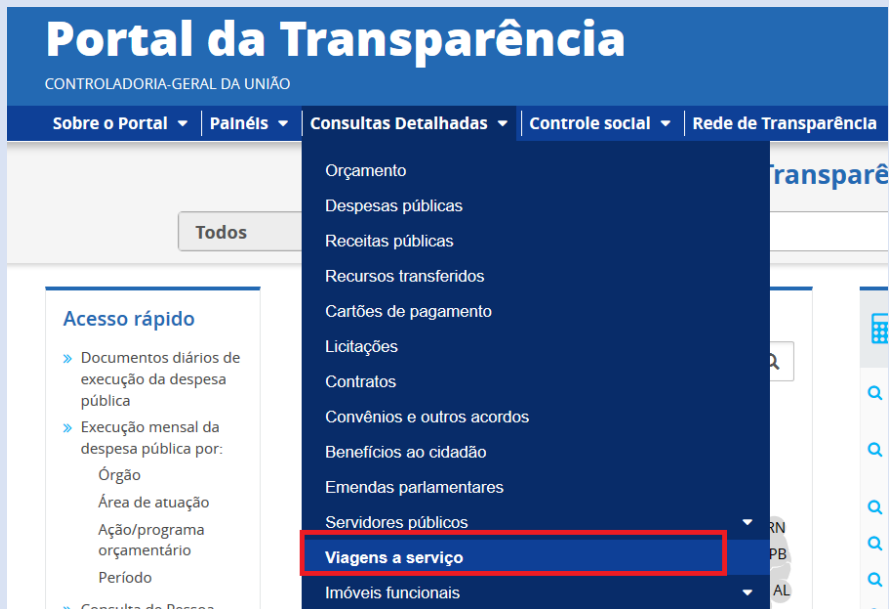 Portal da Transparência
CONTROLADORIA-GERAL DA UNIÃO
Sobre o Portal Painéis Consultas Detalhadas Controle social Rede de Transparência
Todos
Acesso rápido
Documentos diários de
execução da despesa
pública
Execução mensal da
despesa pública por:
Órgão
Área de atuação
Ação/programa
orçamentário
Período
Orçamento
Despesas públicas
Receitas públicas
Recursos transferidos
Cartões de pagamento
Licitações
Contratos
Convênios e outros acordos
Benefícios ao cidadão
Emendas parlamentares
Servidores públicos
Viagens a serviço
Imóveis funcionais
RN
PB
AL